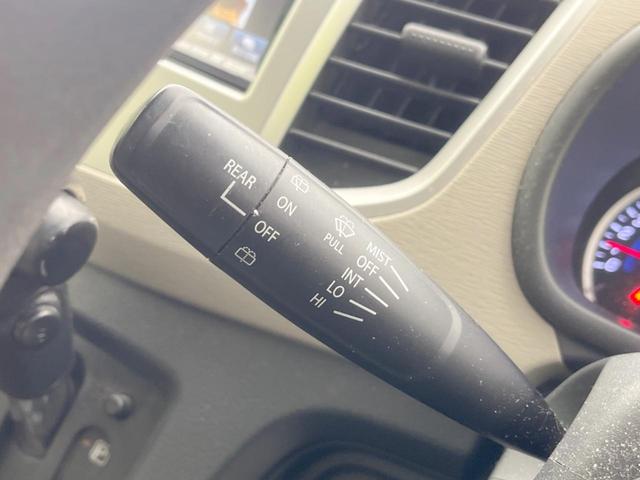 REAR
ON
OFF
PULL
MIST
OFF
INT
LO
HI